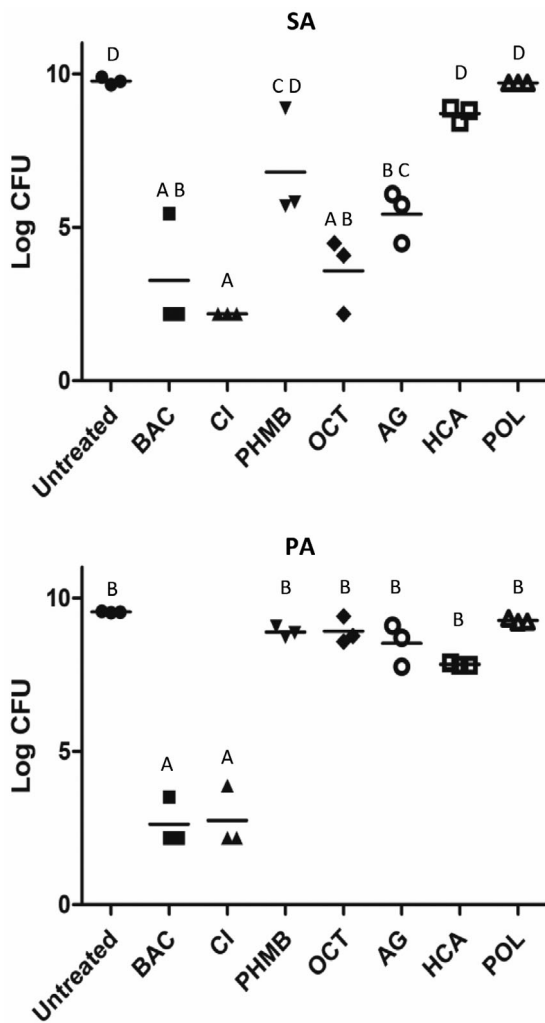 SA
Log CFU
10
5
0
D
A B
A
C D
A B
B C
D
D
Untreated
BAC
CI
PHMB
OCT
AG
HCA
POL
PA
Log CFU
10
5
0
B
A
A
B
B
B
B
B
Untreated
BAC
CI
PHMB
OCT
AG
HCA
POL